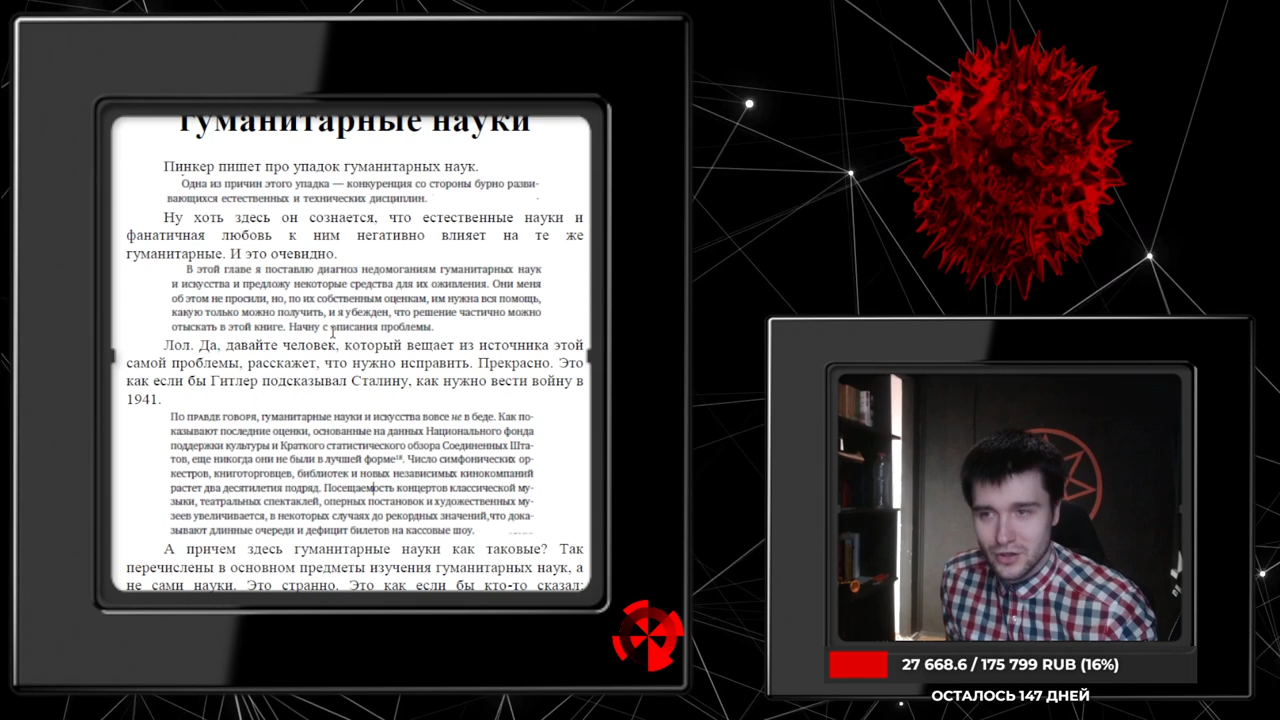 гуманитарные науки
Пинкер пишет про упадок гуманитарных наук.
Одна из причин этого упадка — конкуренция со стороны бурно разви-
вающихся естественных и технических дисциплин.
Ну хоть здесь он сознается, что естественные науки и
фанатичная любовь к ним негативно влияет на те же
гуманитарные. И это очевидно.
В этой главе я поставлю диагноз недомоганиям гуманитарных наук
и искусства и предложу некоторые средства для их оживления. Они меня
об этом не просили, но, по их собственным оценкам, им нужна вся помощь,
какую только можно получить, и я убежден, что решение частично можно
отыскать в этой книге. Начну с описания проблемы.
Лол. Да, давайте человек, который вещает из источника этой
самой проблемы, расскажет, что нужно исправить. Прекрасно. Это
как если бы Гитлер подсказывал Сталину, как нужно вести войну в
1941.
По правде говоря, гуманитарные науки и искусства вовсе не в беде. Как по-
казывают последние оценки, основанные на данных Национального фонда
поддержки культуры и Краткого статистического обзора Соединенных Шта-
тов, еще никогда они не были в лучшей форме¹⁸. Число симфонических ор-
кестров, книготорговцев, библиотек и новых независимых кинокомпаний
растет два десятилетия подряд. Посещаемость концертов классической му-
зыки, театральных спектаклей, оперных постановок и художественных му-
зеев увеличивается, в некоторых случаях до рекордных значений,что дока-
зывают длинные очереди и дефицит билетов на кассовые шоу.
А причем здесь гуманитарные науки как таковые? Так
перечислены в основном предметы изучения гуманитарных наук, а
не сами науки. Это странно. Это как если бы кто-то сказал:
27 668.6 / 175 799 RUB (16%)
ОСТАЛОСЬ 147 ДНЕЙ